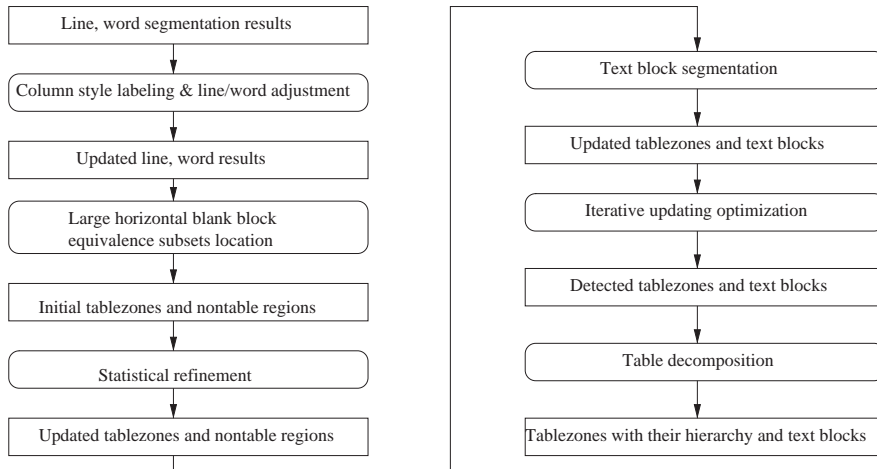 Line, word segmentation results
Column style labeling & line/word adjustment
Updated line, word results
Large horizontal blank block
equivalence subsets location
Initial tablezones and nontable regions
Statistical refinement
Updated tablezones and nontable regions
Text block segmentation
Updated tablezones and text blocks
Iterative updating optimization
Detected tablezones and text blocks
Table decomposition
Tablezones with their hierarchy and text blocks